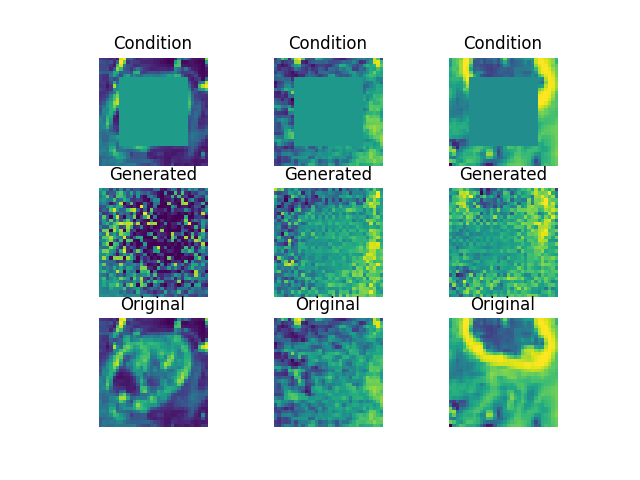 Condition Condition Condition
Generated Generated Generated
Original Original Original